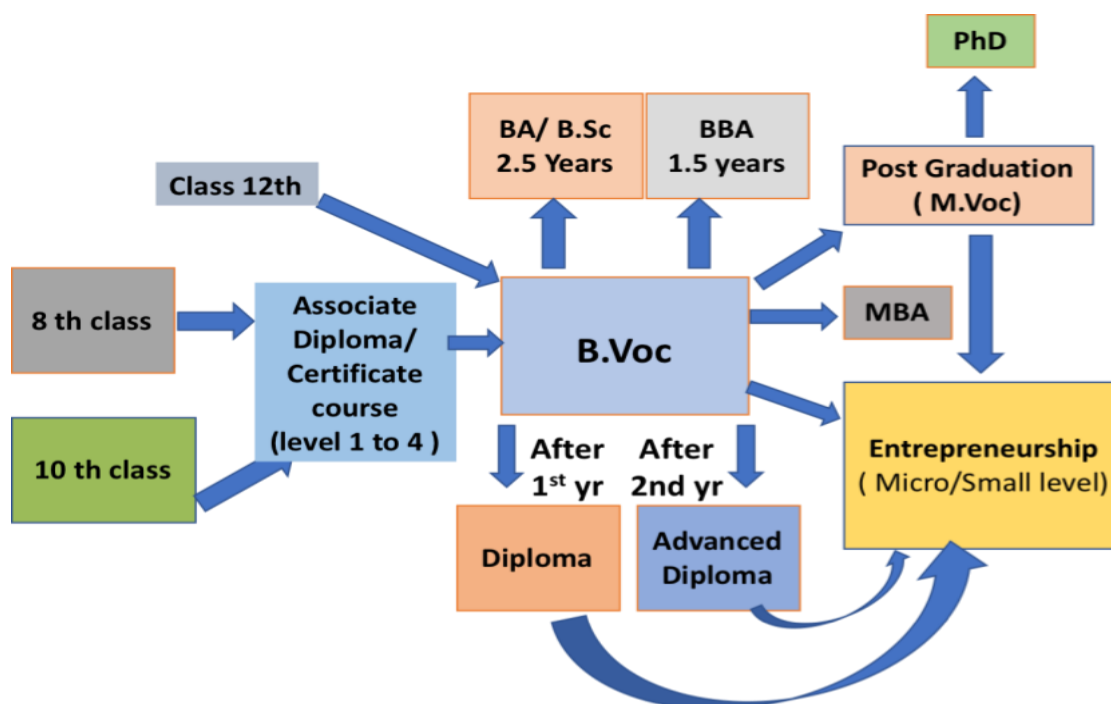 PhD
BA/ B.Sc
2.5 Years
BBA
1.5 years
Post Graduation
( M.Voc)
Class 12th
8 th class
Associate
Diploma/
Certificate
course
(level 1 to 4 )
B.Voc
MBA
10 th class
After
1st yr
After
2nd yr
Entrepreneurship
( Micro/Small level)
Diploma
Advanced
Diploma